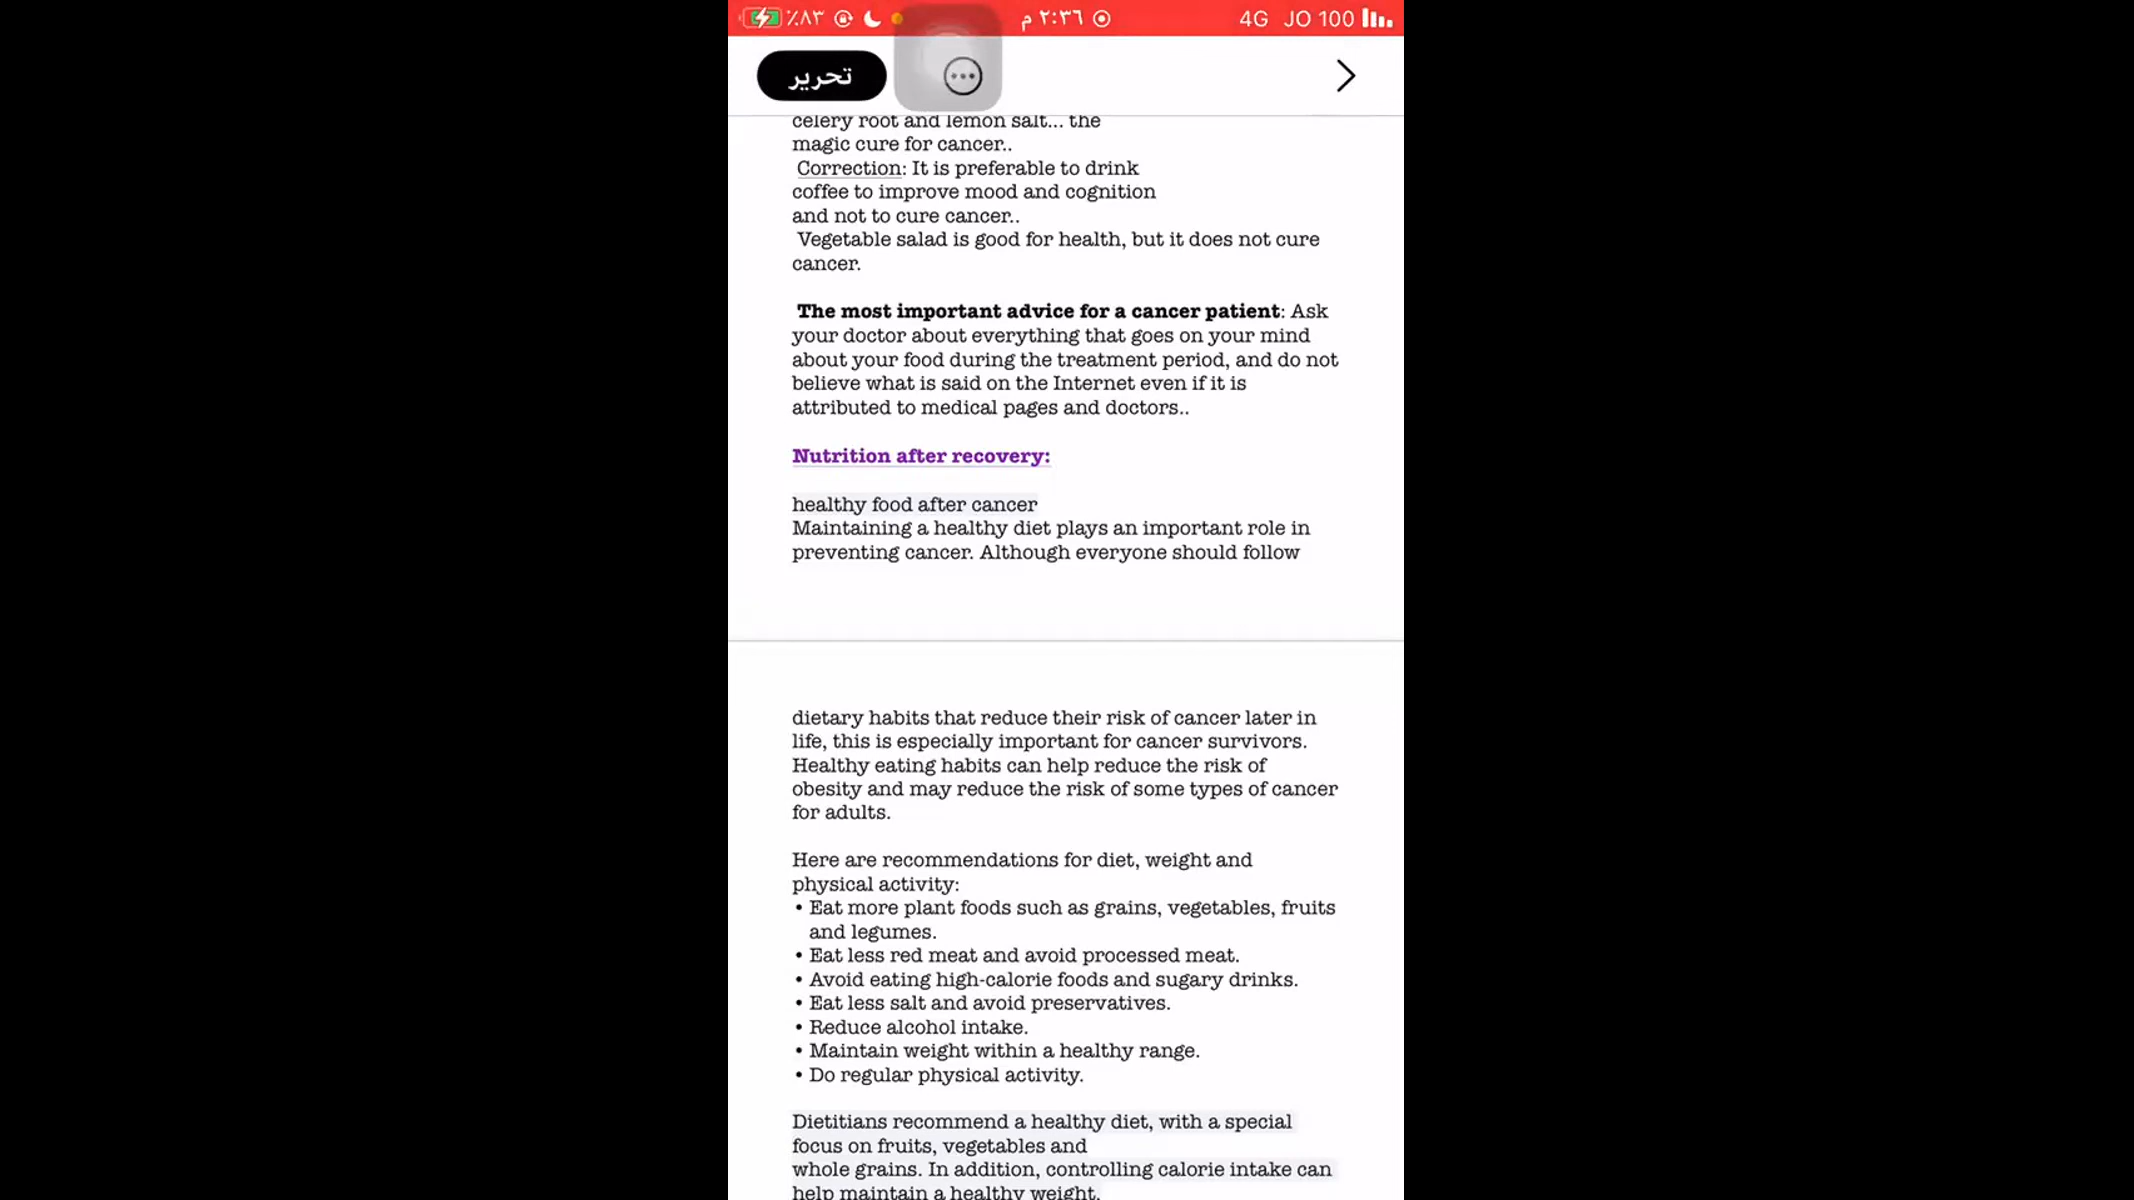 ٪٨٣ ٢:٣٦ م 4G JO 100
تحرير
celery root and lemon salt... the
magic cure for cancer..
Correction: It is preferable to drink
coffee to improve mood and cognition
and not to cure cancer..
Vegetable salad is good for health, but it does not cure
cancer.
The most important advice for a cancer patient: Ask
your doctor about everything that goes on your mind
about your food during the treatment period, and do not
believe what is said on the Internet even if it is
attributed to medical pages and doctors..
Nutrition after recovery:
healthy food after cancer
Maintaining a healthy diet plays an important role in
preventing cancer. Although everyone should follow
dietary habits that reduce their risk of cancer later in
life, this is especially important for cancer survivors.
Healthy eating habits can help reduce the risk of
obesity and may reduce the risk of some types of cancer
for adults.
Here are recommendations for diet, weight and
physical activity:
• Eat more plant foods such as grains, vegetables, fruits
and legumes.
• Eat less red meat and avoid processed meat.
• Avoid eating high-calorie foods and sugary drinks.
• Eat less salt and avoid preservatives.
• Reduce alcohol intake.
• Maintain weight within a healthy range.
• Do regular physical activity.
Dietitians recommend a healthy diet, with a special
focus on fruits, vegetables and
whole grains. In addition, controlling calorie intake can
help maintain a healthy weight.